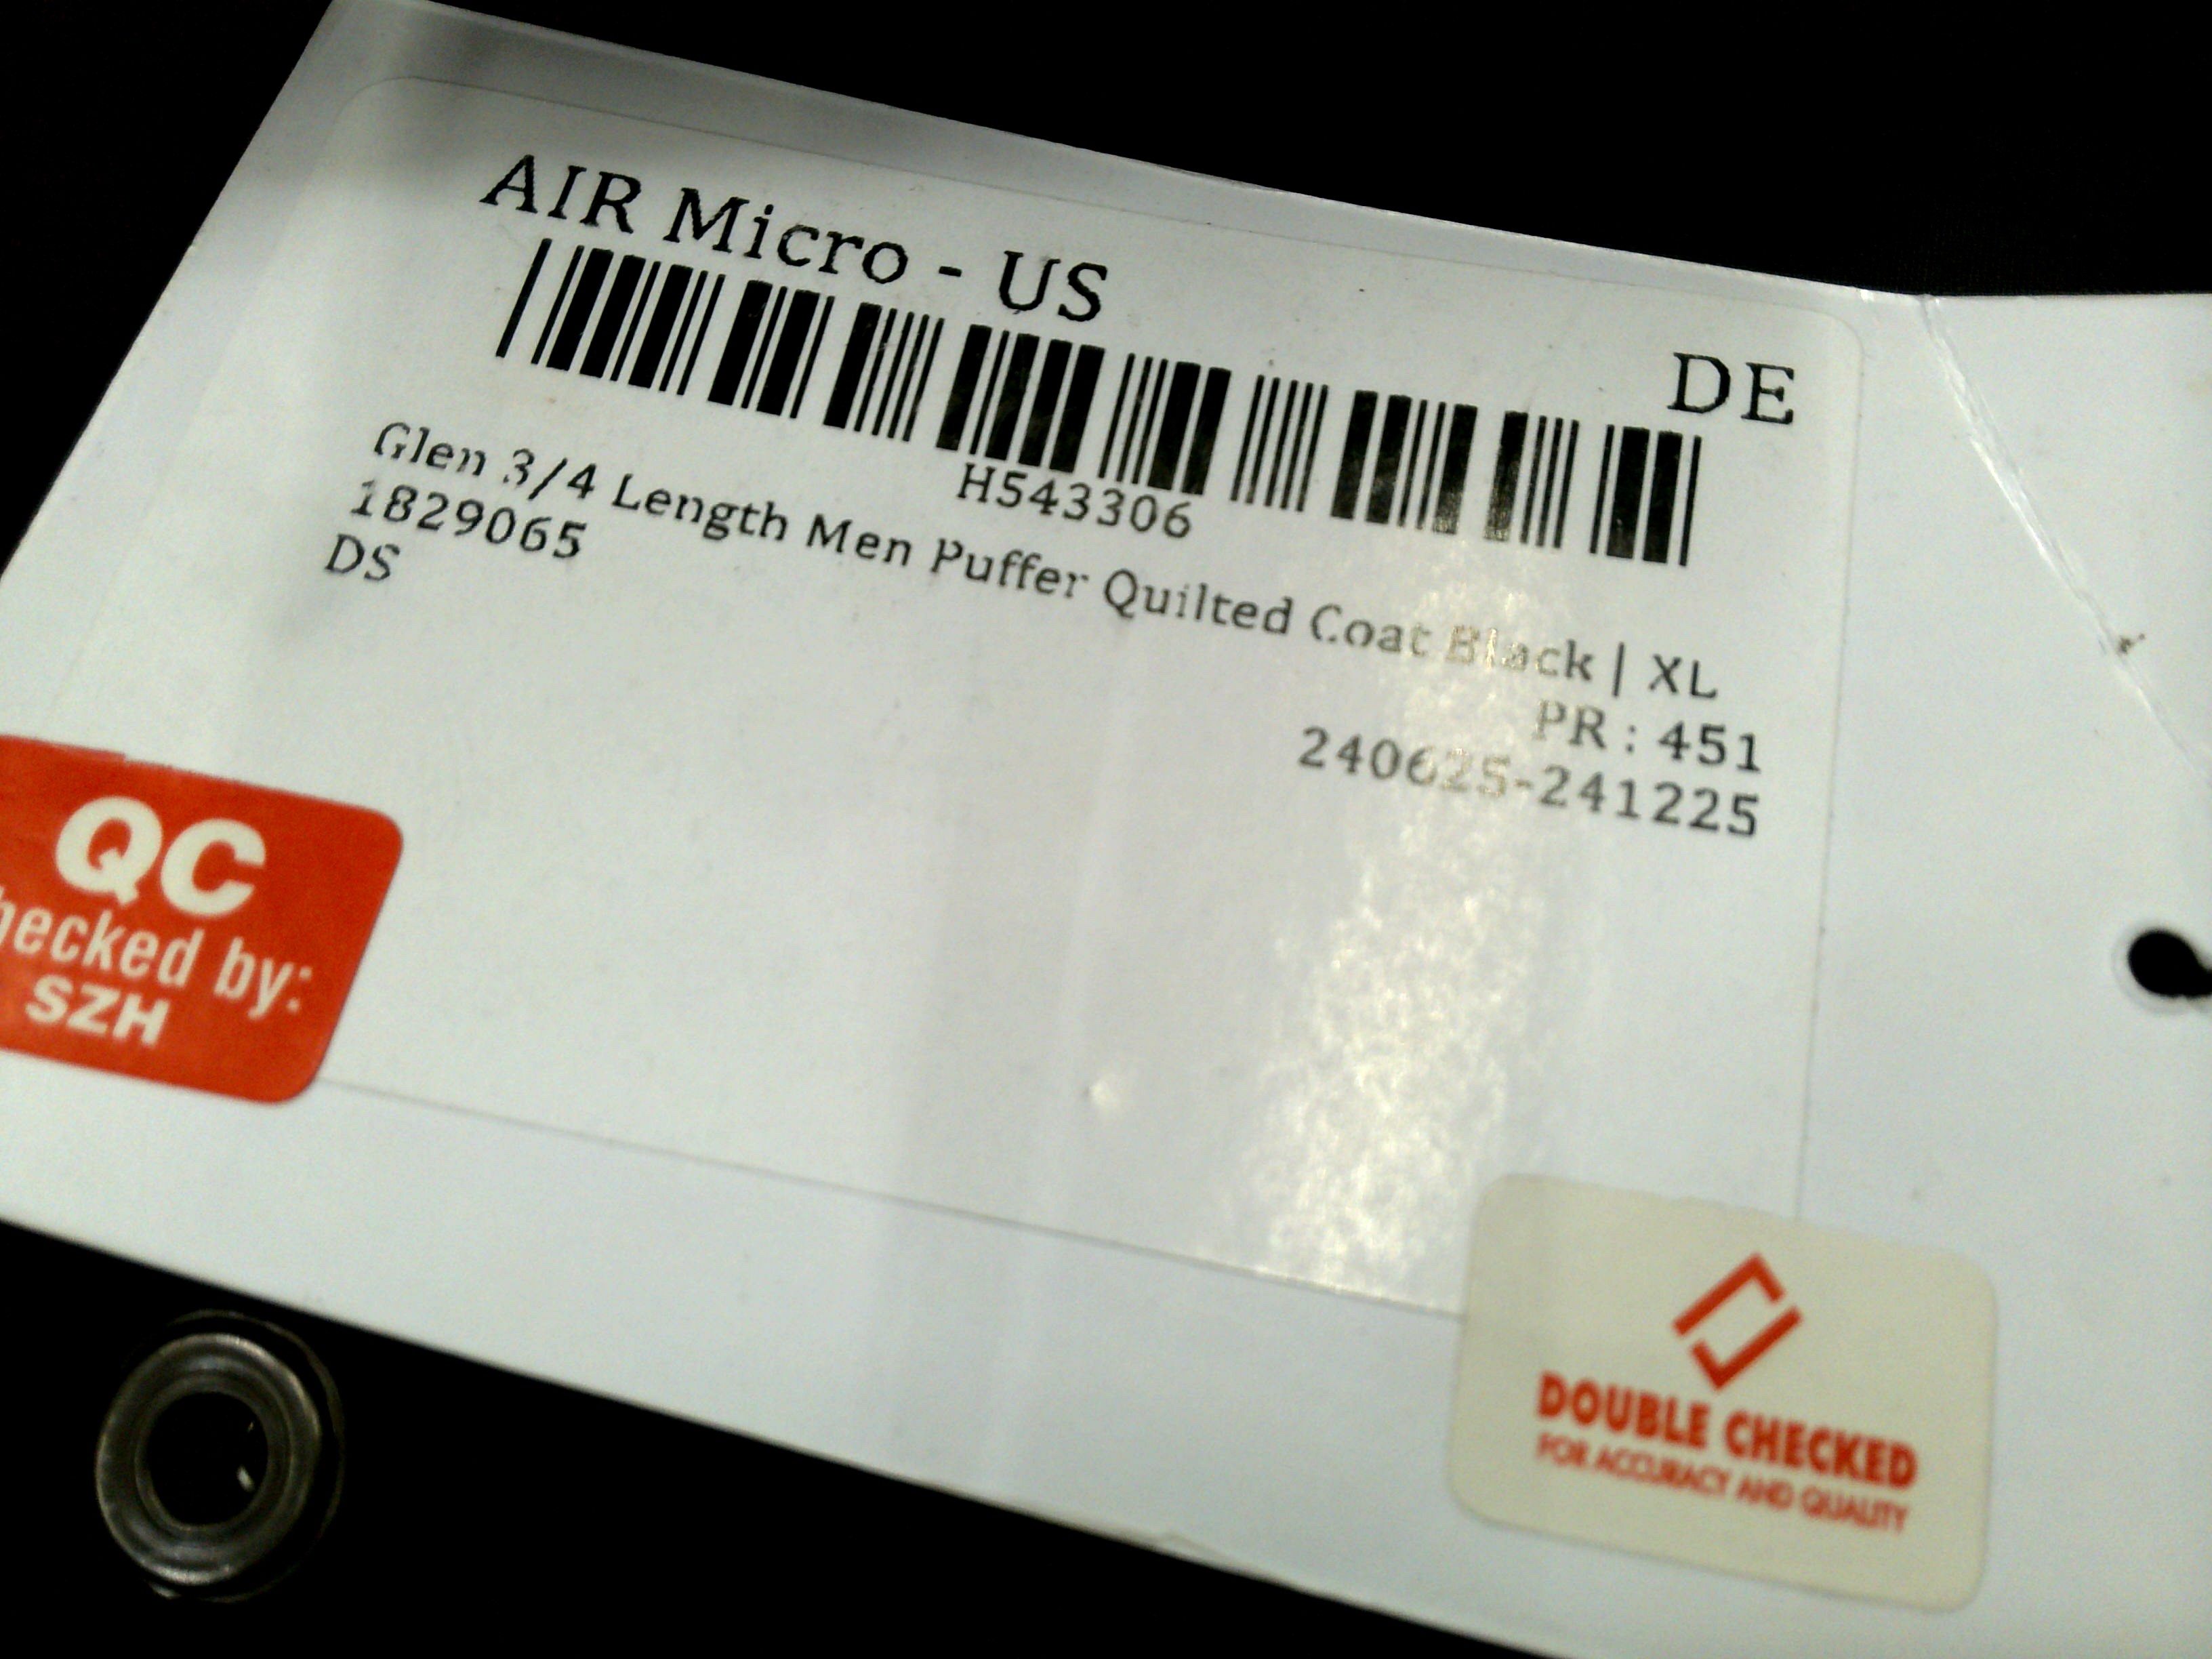 AIR Micro - US
DE
H543306
Glen 3/4 Length Men Puffer Quilted Coat Black | XL
1829065
PR : 451
DS
240625-241225
QC
hecked by:
SZH
DOUBLE CHECKED
FOR ACCURACY AND QUALITY